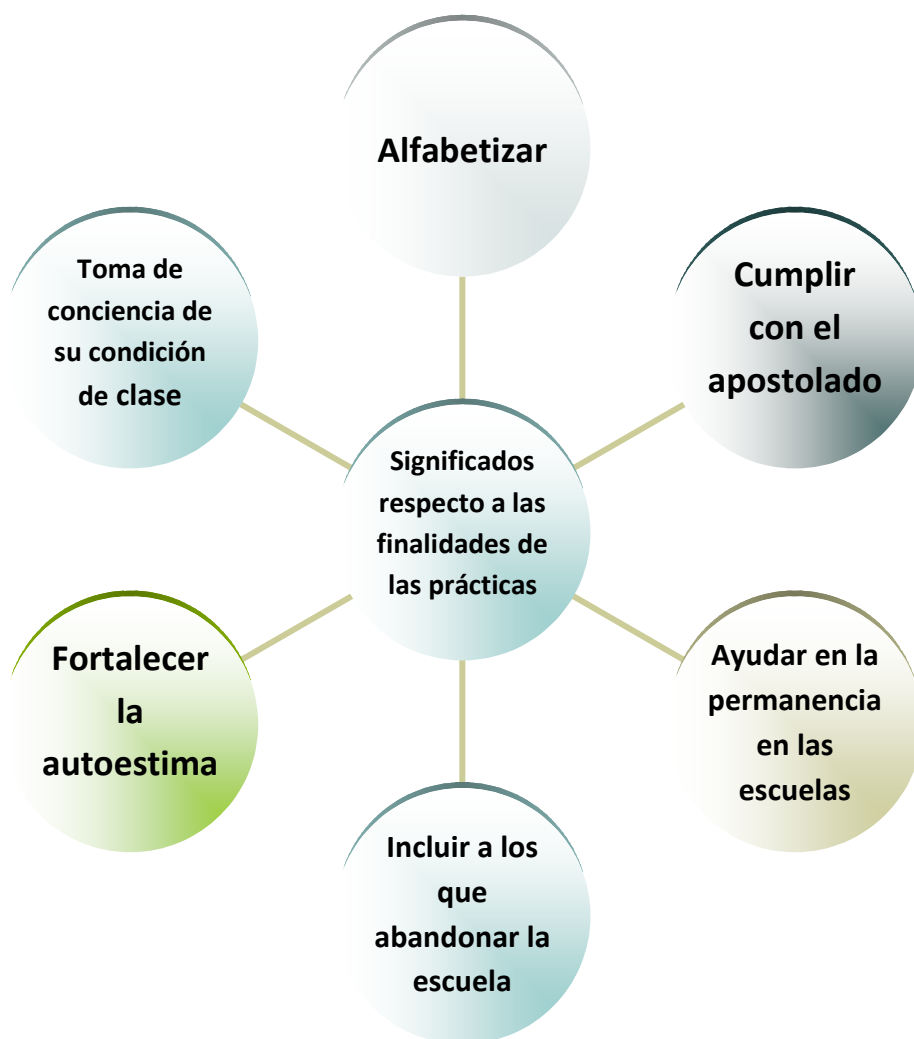 Alfabetizar
Cumplir
con el
apostolado
Ayudar en la
permanencia
en las
escuelas
Incluir a los
que
abandonar la
escuela
Fortalecer
la
autoestima
Toma de
conciencia de
su condición
de clase
Significados
respecto a las
finalidades de
las prácticas